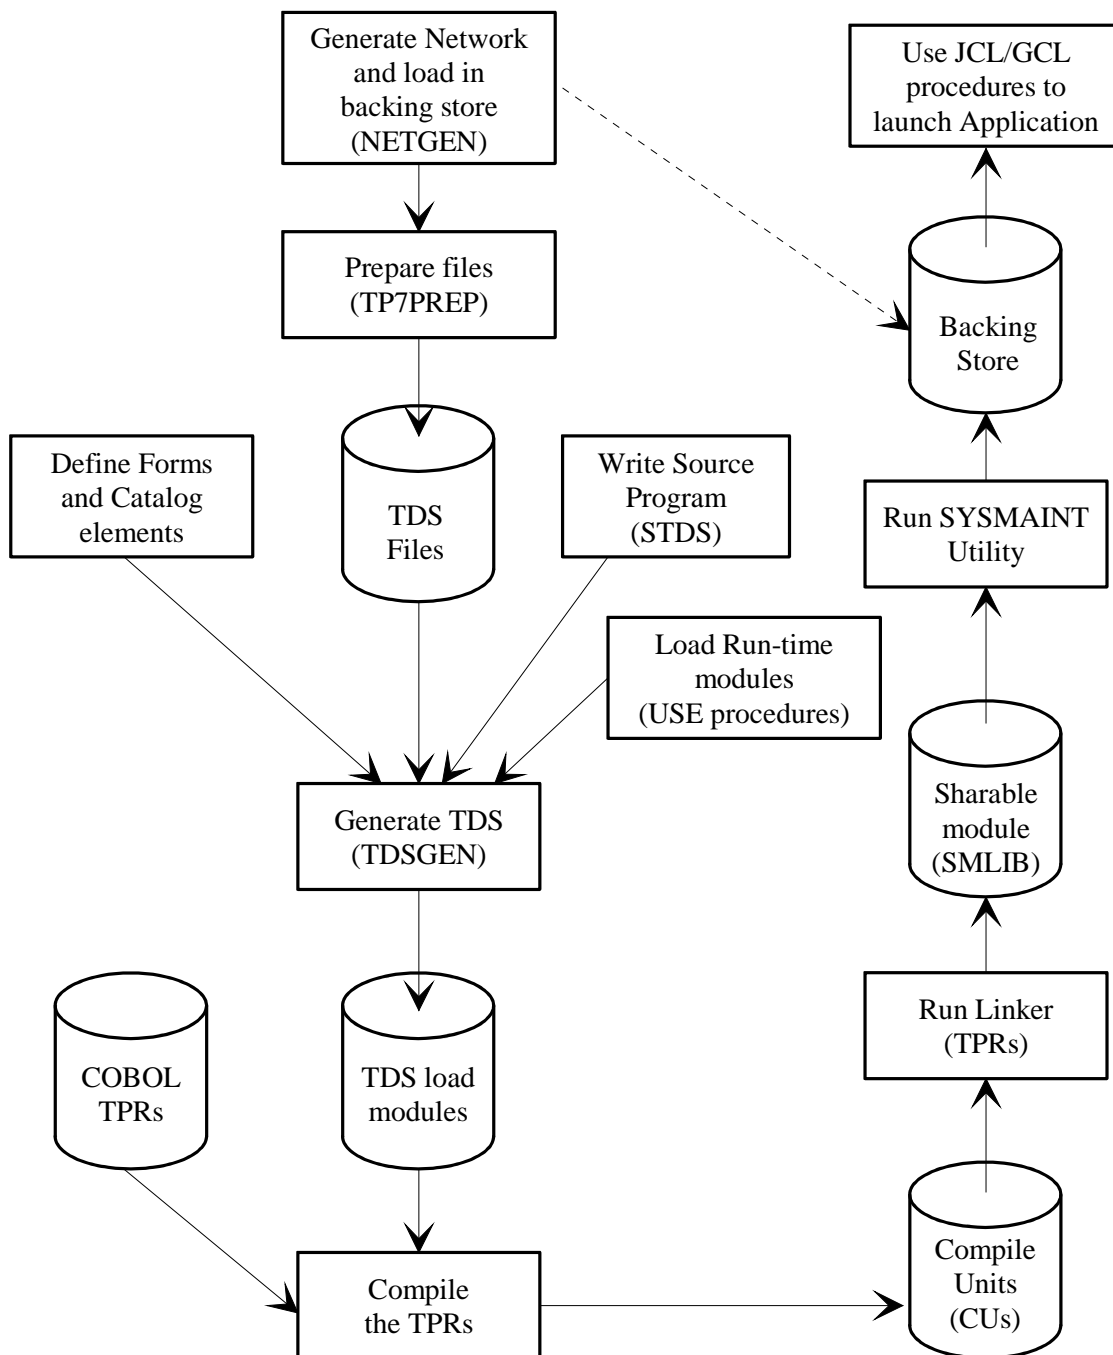 Generate Network
and load in
backing store
(NETGEN)
Use JCL/GCL
procedures to
launch Application
Prepare files
(TP7PREP)
Backing
Store
Define Forms
and Catalog
elements
TDS
Files
Write Source
Program
(STDS)
Run SYSMAINT
Utility
Load Run-time
modules
(USE procedures)
Generate TDS
(TDSGEN)
Sharable
module
(SMLIB)
COBOL
TPRs
TDS load
modules
Run Linker
(TPRs)
Compile
the TPRs
Compile
Units
(CUs)